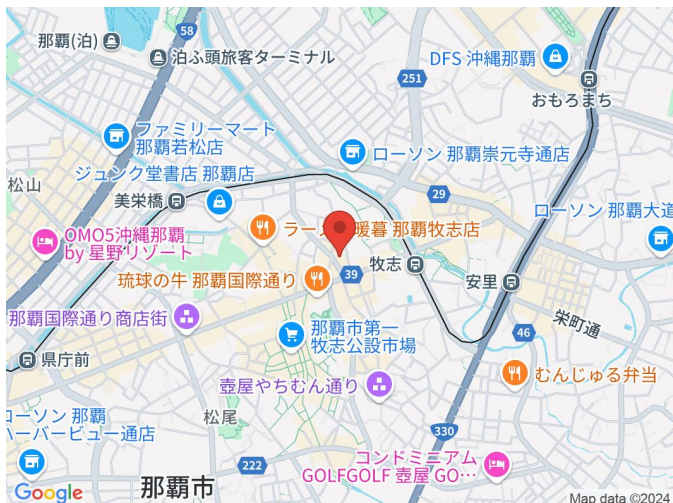 那覇(泊)
58
泊ふ頭旅客ターミナル
DFS 沖縄那覇
251
おもろまち
ファミリーマート
那覇若松店
ローソン 那覇崇元寺通店
ジュンク堂書店 那覇店
松山
美栄橋
29
ローソン 那覇大道
OMO5沖縄那覇
by 星野リゾート
ラーメ 暖暮 那覇牧志店
牧志
琉球の牛 那覇国際通り
39
安里
那覇国際通り商店街
那覇市第一
牧志公設市場
46
栄町通
県庁前
壺屋やちむん通り
むんじゅる弁当
松尾
ローソン 那覇
ハーバービュー通店
330
222
コンドミニアム
GOLFGOLF 壺屋 GO…
那覇市
Google
Map data ©2024